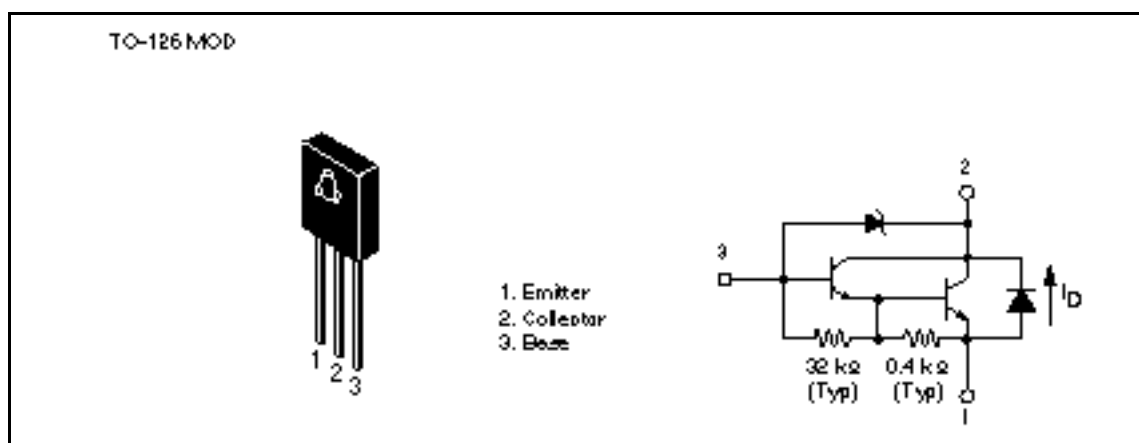 TO-126 MOD
1
2
3
1. Emitter
2. Collector
3. Base
2
3
I_D
32 kΩ
(Typ)
0.4 kΩ
(Typ)
1